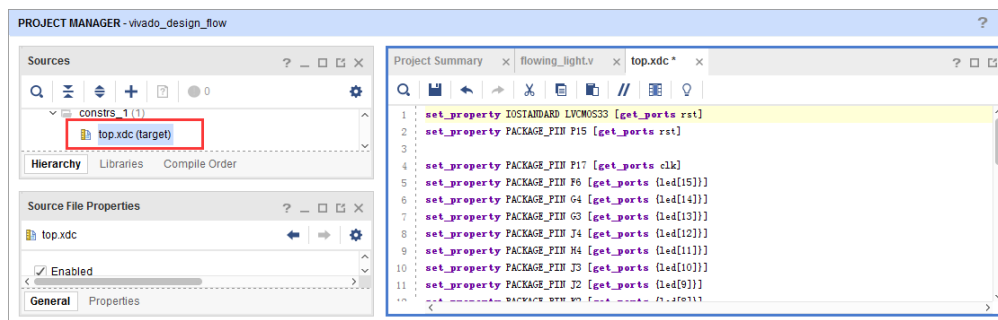 PROJECT MANAGER - vivado_design_flow
Sources
0
constrs_1 (1)
top.xdc (target)
Hierarchy Libraries Compile Order
Source File Properties
top.xdc
Enabled
General Properties
Project Summary flowing_light.v top.xdc *
1 set_property IOSTANDARD LVCMOS33 [get_ports rst]
2 set_property PACKAGE_PIN P15 [get_ports rst]
3
4 set_property PACKAGE_PIN P17 [get_ports clk]
5 set_property PACKAGE_PIN F6 [get_ports {led[15]}]
6 set_property PACKAGE_PIN G4 [get_ports {led[14]}]
7 set_property PACKAGE_PIN G3 [get_ports {led[13]}]
8 set_property PACKAGE_PIN J4 [get_ports {led[12]}]
9 set_property PACKAGE_PIN H4 [get_ports {led[11]}]
10 set_property PACKAGE_PIN J3 [get_ports {led[10]}]
11 set_property PACKAGE_PIN J2 [get_ports {led[9]}]